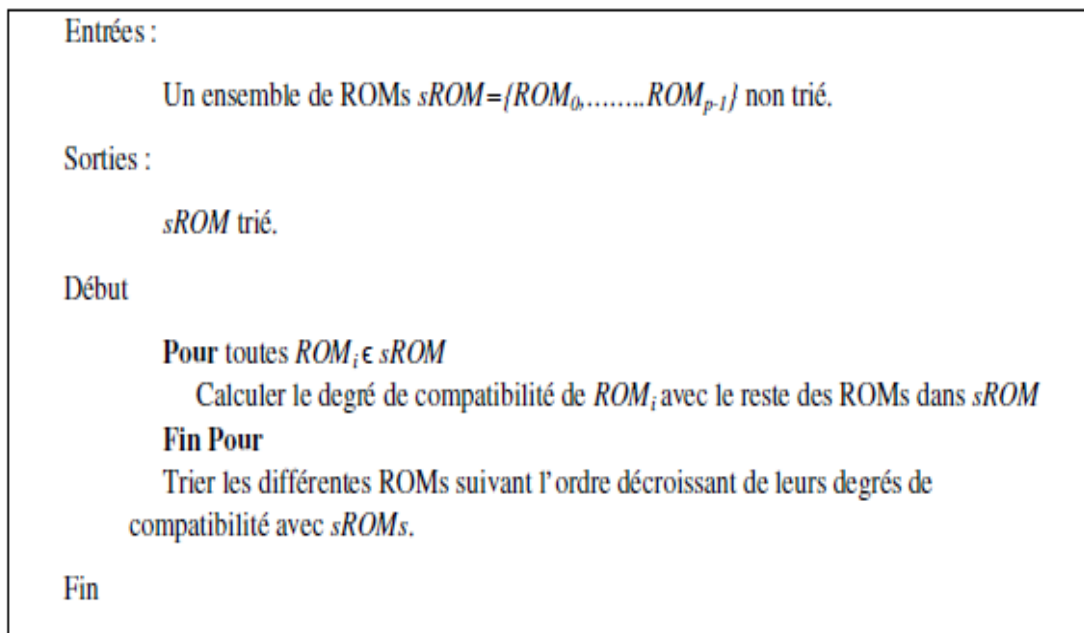 Entrées :
Un ensemble de ROMs sROM={ROM0,........ROMp-1} non trié.
Sorties :
sROM trié.
Début
Pour toutes ROMi ϵ sROM
Calculer le degré de compatibilité de ROMi avec le reste des ROMs dans sROM
Fin Pour
Trier les différentes ROMs suivant l'ordre décroissant de leurs degrés de
compatibilité avec sROMs.
Fin